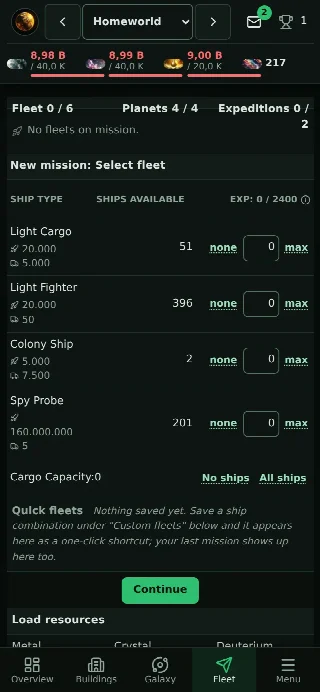 Homeworld
2
1
8,98 B
/ 40,0 K
8,99 B
/ 40,0 K
9,00 B
/ 20,0 K
217
Fleet 0 / 6
Planets 4 / 4
Expeditions 0 /
2
No fleets on mission.
New mission: Select fleet
SHIP TYPE
SHIPS AVAILABLE
EXP: 0 / 2400
Light Cargo
20.000
5.000
51
none
0
max
Light Fighter
20.000
50
396
none
0
max
Colony Ship
5.000
7.500
2
none
0
max
Spy Probe
160.000.000
5
201
none
0
max
Cargo Capacity:0
No ships
All ships
Quick fleets Nothing saved yet. Save a ship
combination under "Custom fleets" below and it appears
here as a one-click shortcut; your last mission shows up
here too.
Continue
Load resources
Metal
Crystal
Deuterium
Overview
Buildings
Galaxy
Fleet
Menu